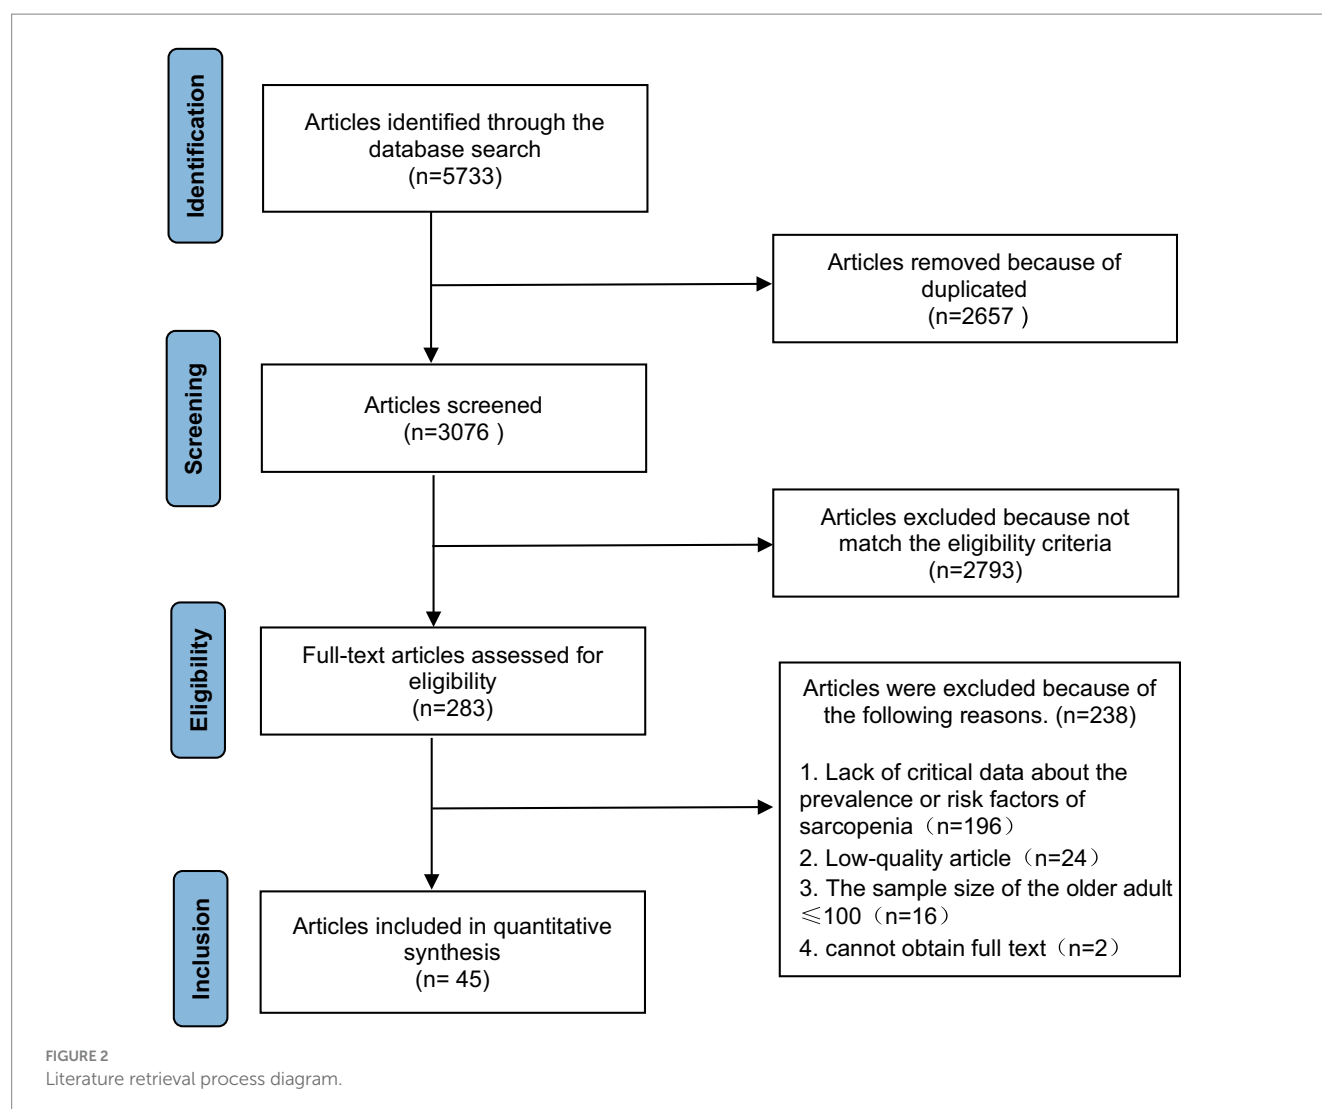 Identification
Articles identified through the
database search
(n=5733)
Articles removed because of
duplicated
(n=2657 )
Screening
Articles screened
(n=3076 )
Articles excluded because not
match the eligibility criteria
(n=2793)
Eligibility
Full-text articles assessed for
eligibility
(n=283)
Articles were excluded because of
the following reasons. (n=238)
1. Lack of critical data about the
prevalence or risk factors of
sarcopenia（n=196）
2. Low-quality article（n=24）
3. The sample size of the older adult
≦100（n=16）
4. cannot obtain full text（n=2）
Inclusion
Articles included in quantitative
synthesis
(n= 45)
FIGURE 2
Literature retrieval process diagram.